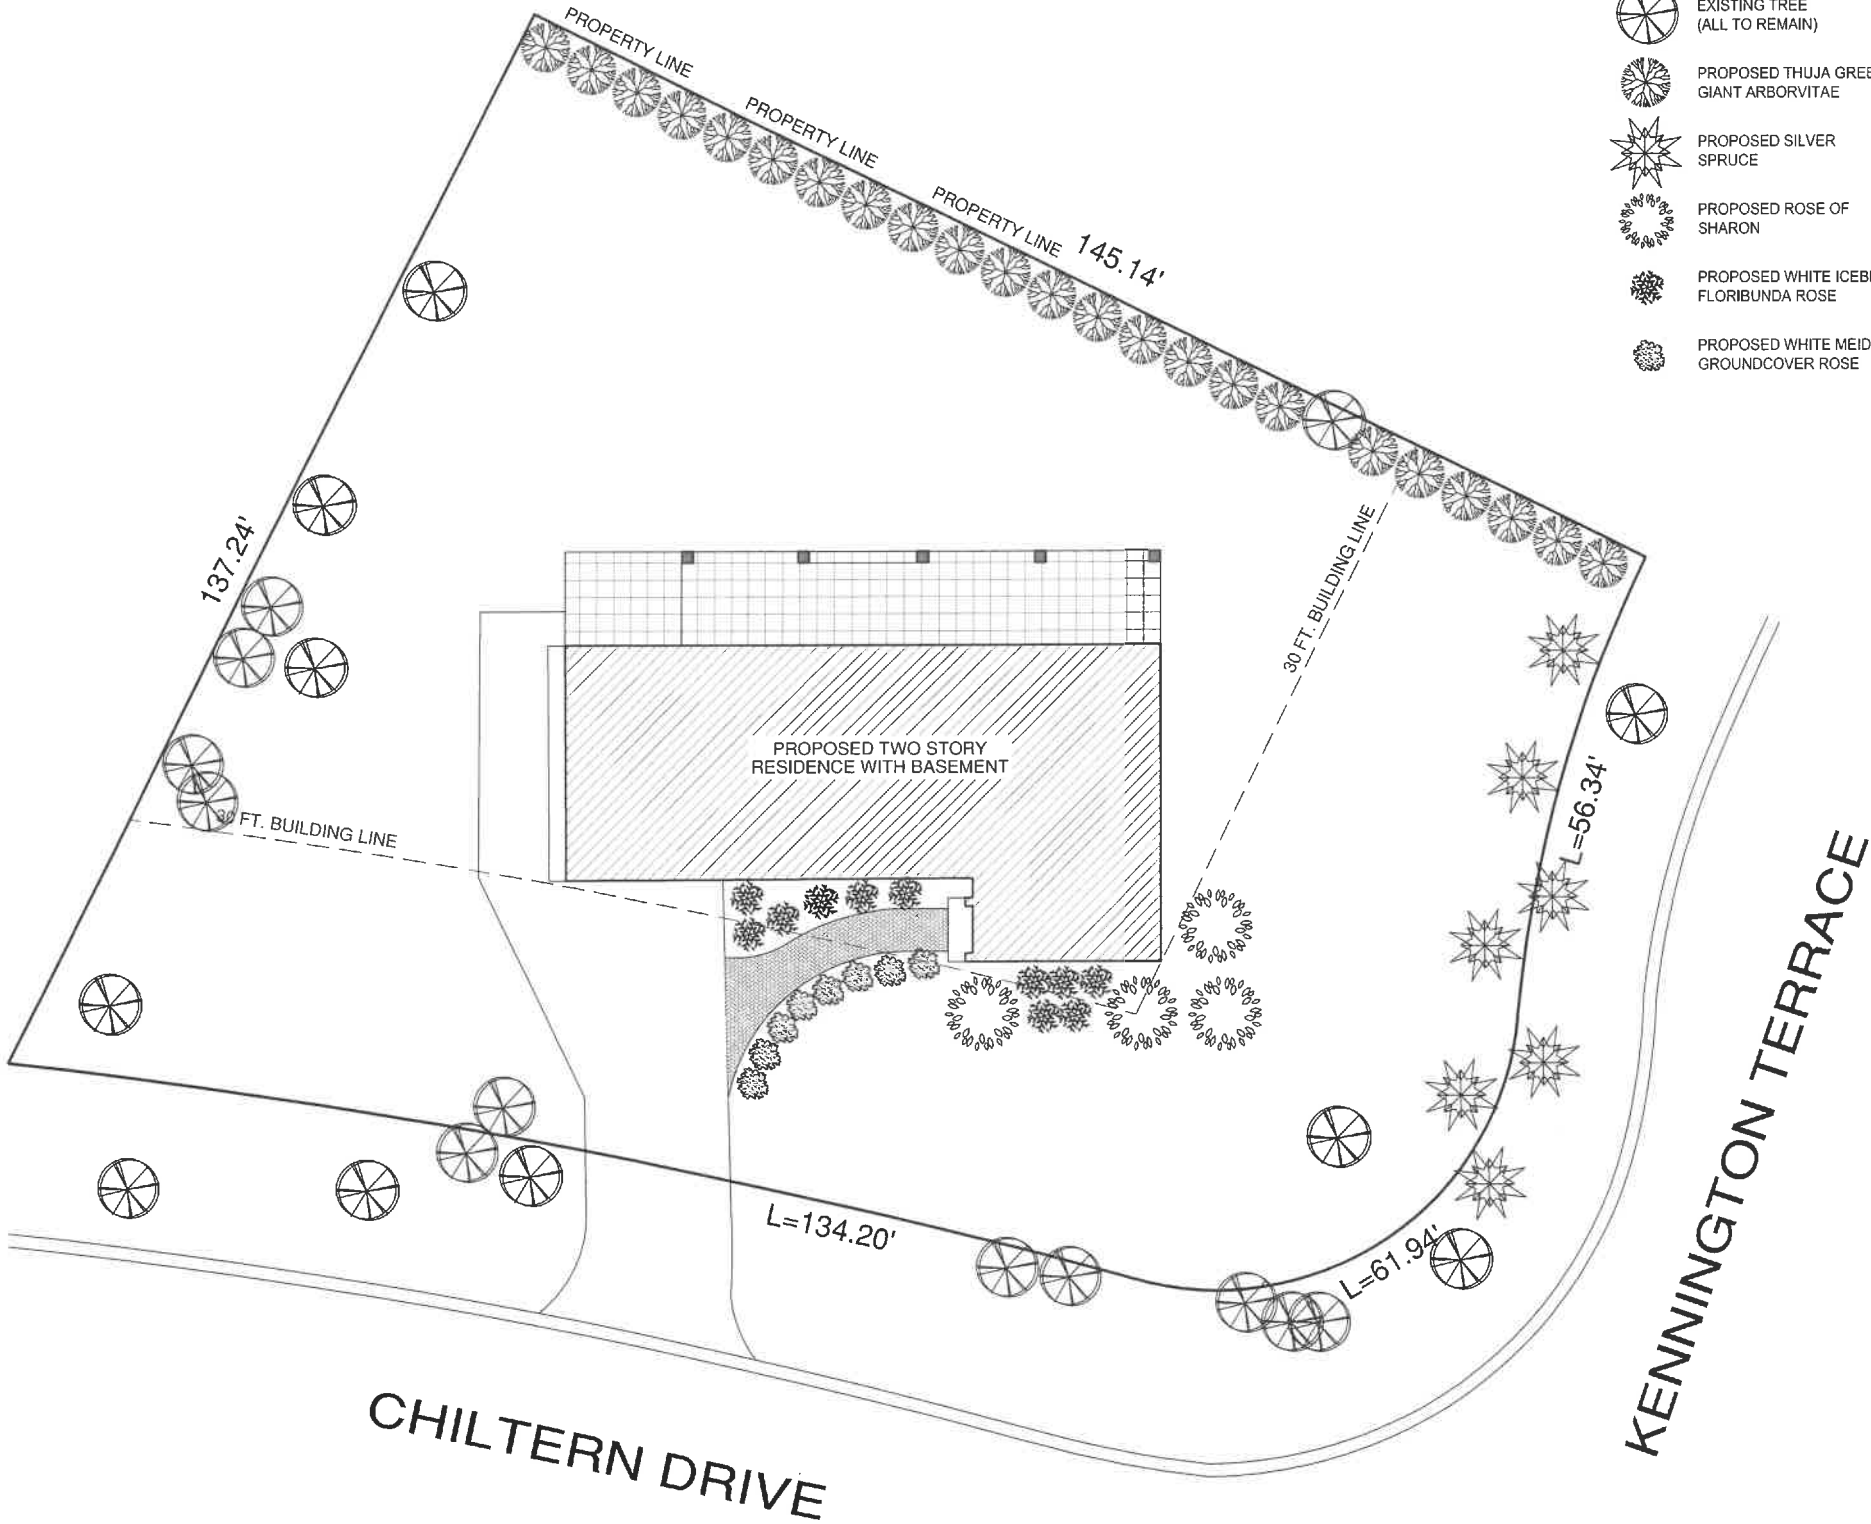 EXISTING TREE
(ALL TO REMAIN)
PROPOSED THUJA
GIANT ARBORVITAE
PROPOSED SILVER
SPRUCE
PROPOSED ROSE OF
SHARON
PROPOSED WHITE
FLORIBUNDA ROSE
PROPOSED WHITE
GROUNDCOVER ROSE
PROPERTY LINE
PROPERTY LINE
PROPERTY LINE
145.14'
137.24'
30 FT. BUILDING LINE
PROPOSED TWO STORY
RESIDENCE WITH BASEMENT
30 FT. BUILDING LINE
L=56.34'
L=134.20'
L=61.94'
KENNINGTON TERRACE
CHILTERN DRIVE